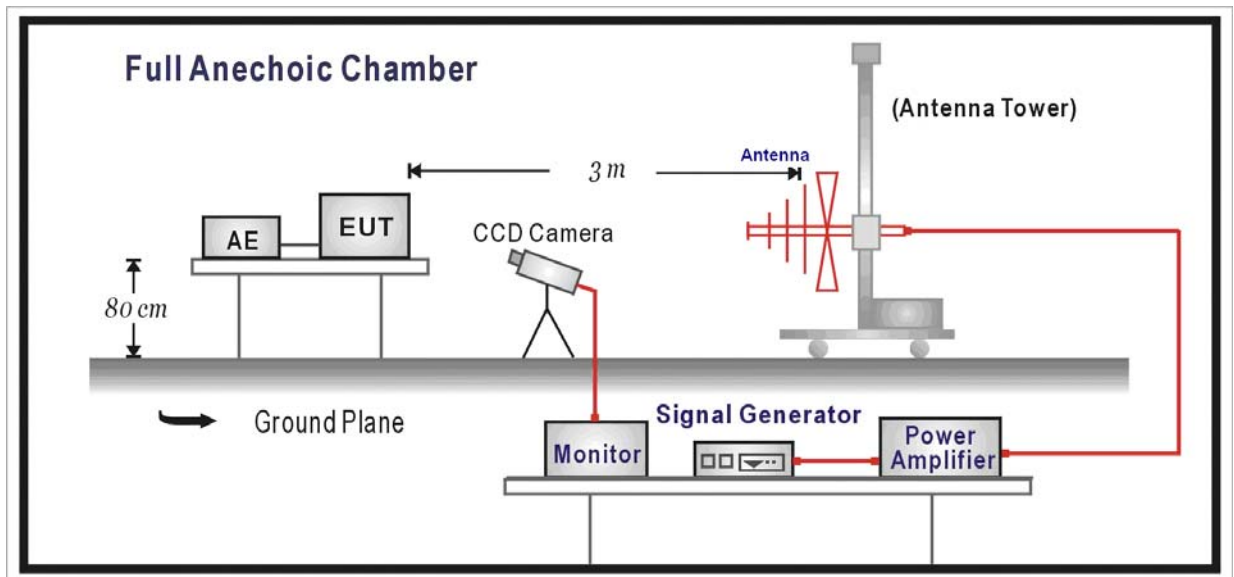 Full Anechoic Chamber
(Antenna Tower)
Antenna
3 m
CCD Camera
AE
EUT
80 cm
Ground Plane
Signal Generator
Monitor
Power
Amplifier